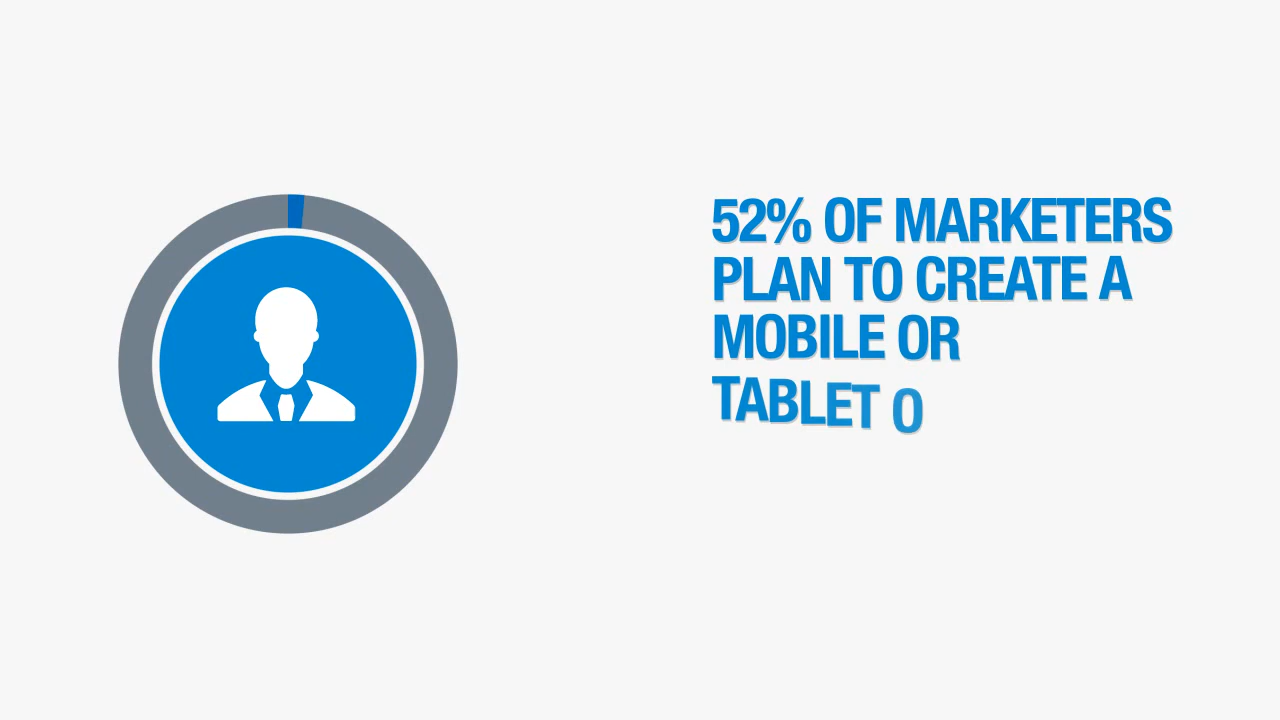 52% OF MARKETERS
PLAN TO CREATE A
MOBILE OR
TABLET O